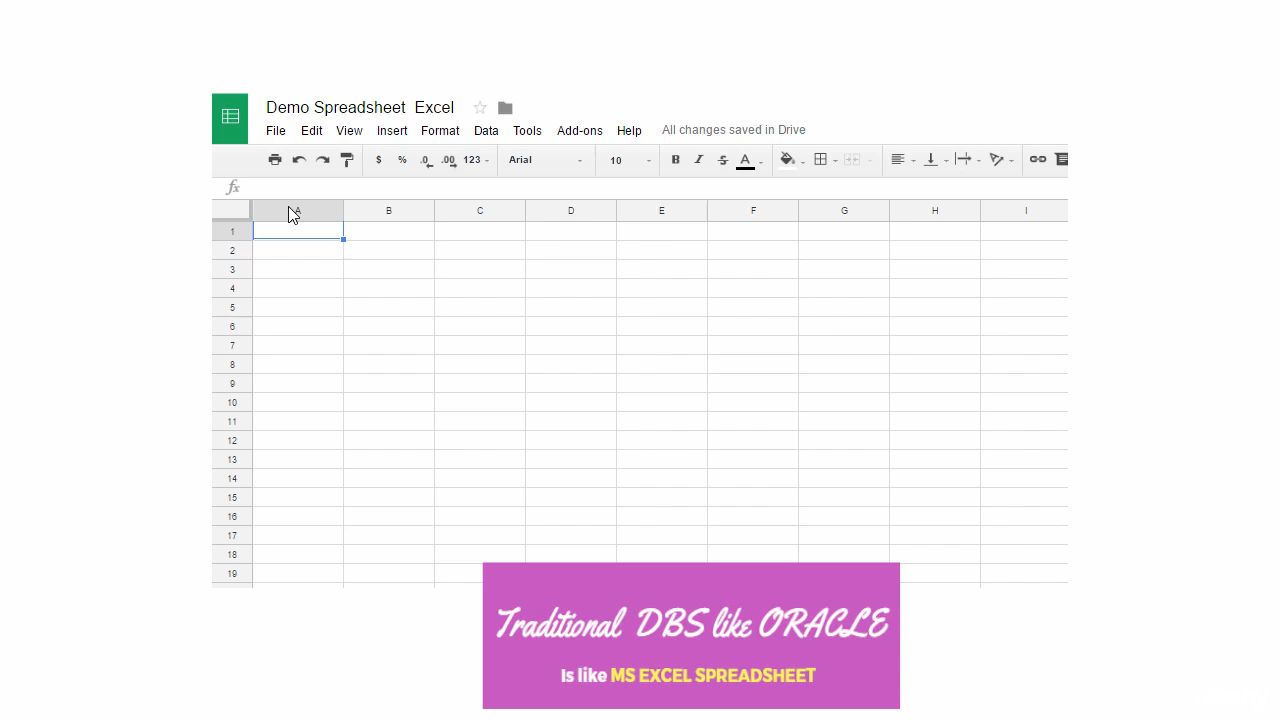 Demo Spreadsheet Excel
File Edit View Insert Format Data Tools Add-ons Help All changes saved in Drive
$ % .0 .00 123 Arial 10 B I S A
fx
A B C D E F G H I
1
2
3
4
5
6
7
8
9
10
11
12
13
14
15
16
17
18
19
Traditional DBS like ORACLE
Is like MS EXCEL SPREADSHEET